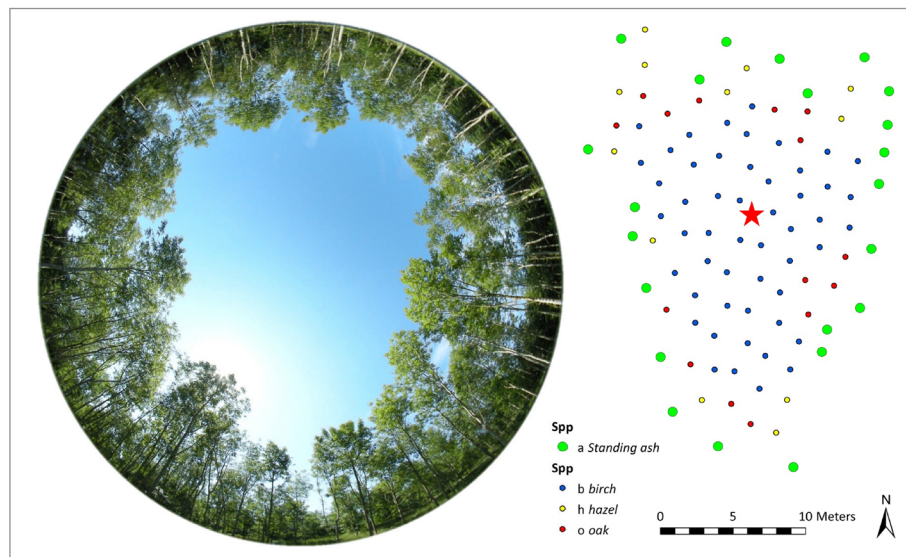 Spp
a Standing ash
Spp
b birch
h hazel
o oak
0 5 10 Meters
N